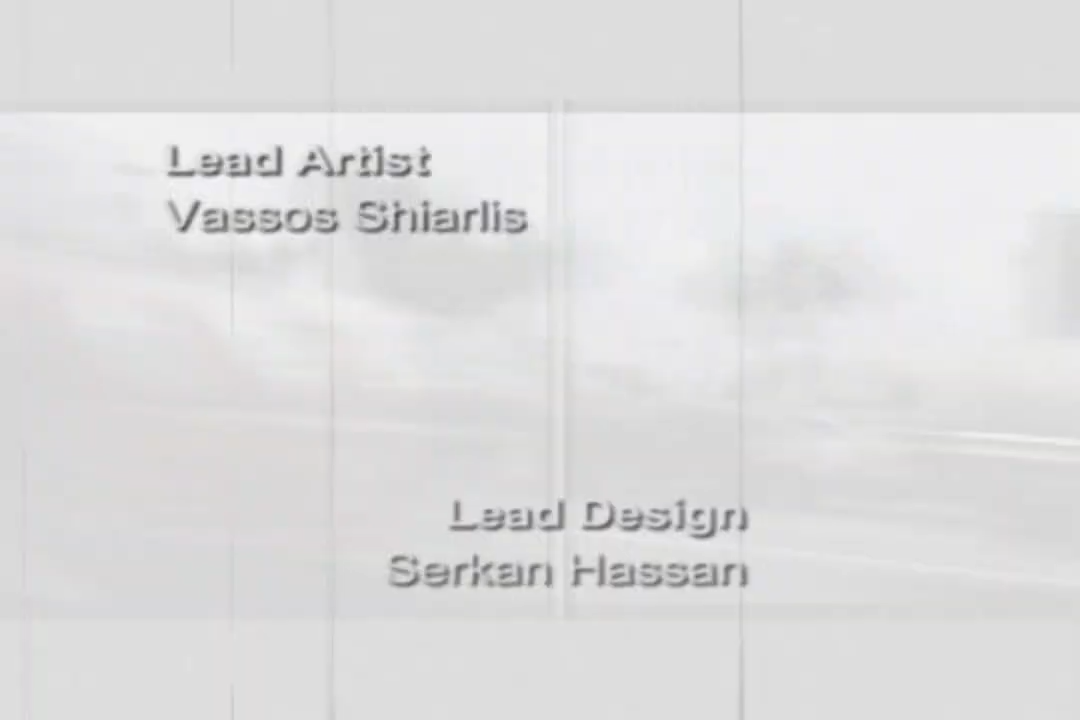 Lead Artist
Vassos Shiarlis
Lead Design
Serkan Hassan